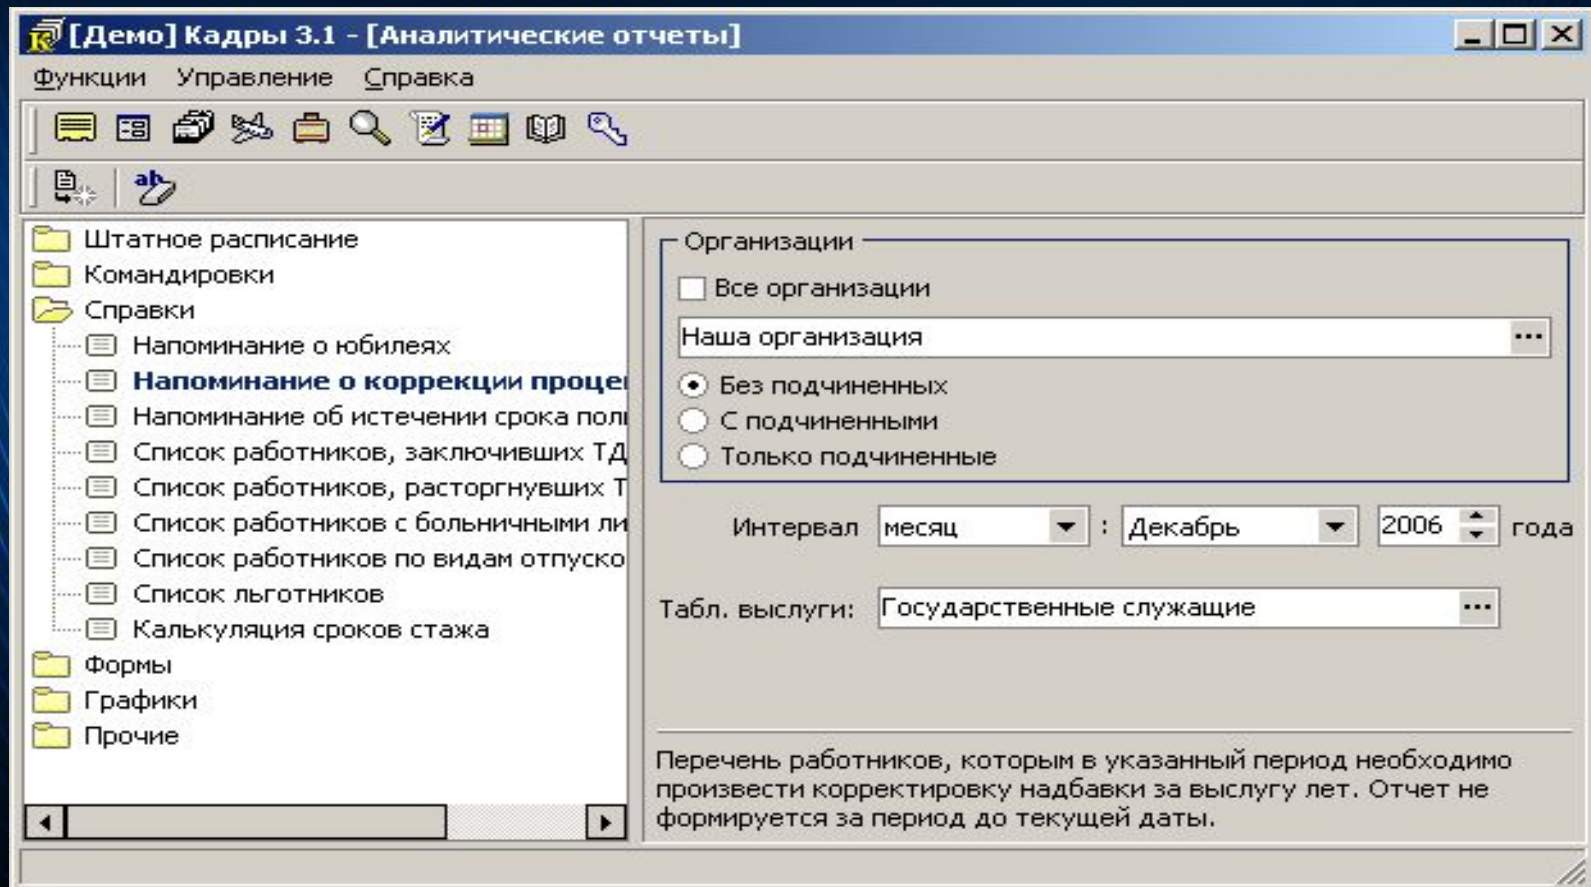 [Демо] Кадры 3.1 - [Аналитические отчеты]
Функции Управление Справка
Штатное расписание
Командировки
Справки
Напоминание о юбилеях
Напоминание о коррекции
Напоминание об истечении срока
Список работников, заключивших ТД
Список работников, расторгнувших
Список работников с больничными
Список работников по видам
Список льготников
Калькуляция сроков стажа
Формы
Графики
Прочие
Организации
Все организации
Наша организация ...
Без подчиненных
С подчиненными
Только подчиненные
Интервал месяц : Декабрь 2006 года
Табл. выслуги: Государственные служащие ...
Перечень работников, которым в указанный период необходимо
произвести корректировку надбавки за выслугу лет. Отчет не
формируется за период до текущей даты.